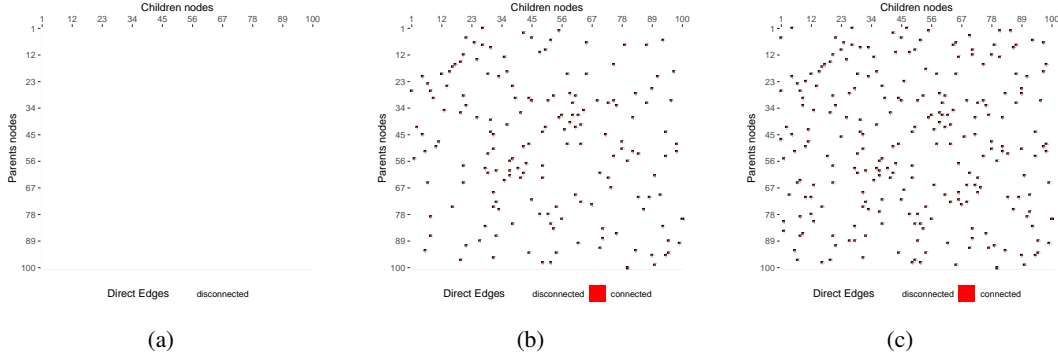 Children nodes
1 12 23 34 45 56 67 78 89 100
Parents nodes
1
12
23
34
45
56
67
78
89
100
Direct Edges disconnected
(a)
Children nodes
1 12 23 34 45 56 67 78 89 100
Parents nodes
1
12
23
34
45
56
67
78
89
100
Direct Edges disconnected connected
(b)
Children nodes
1 12 23 34 45 56 67 78 89 100
Parents nodes
1
12
23
34
45
56
67
78
89
100
Direct Edges disconnected connected
(c)